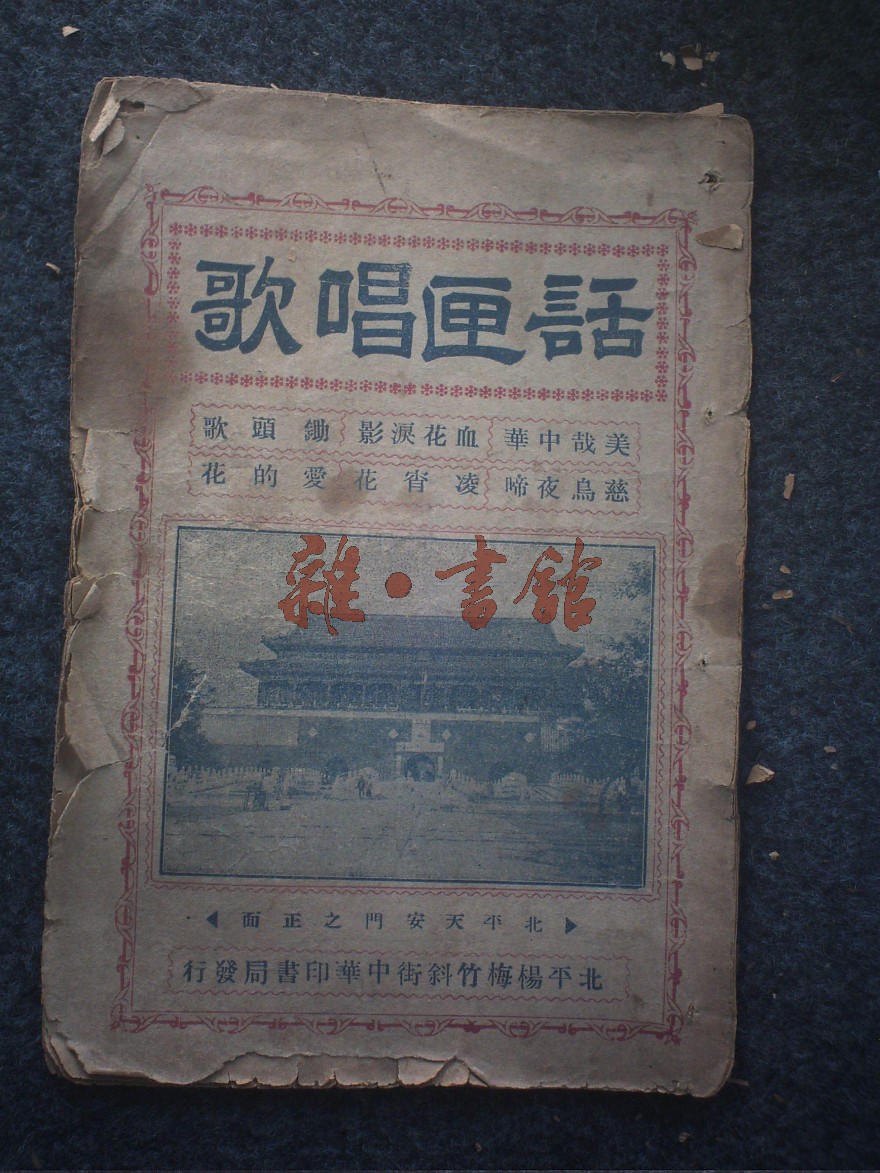 話匣唱歌
美哉中華 血花淚影 鋤頭歌
慈烏夜啼 凌宵花 愛的花
雜·書舘
北平天安門之正面
北平楊梅竹斜街中華印書局發行